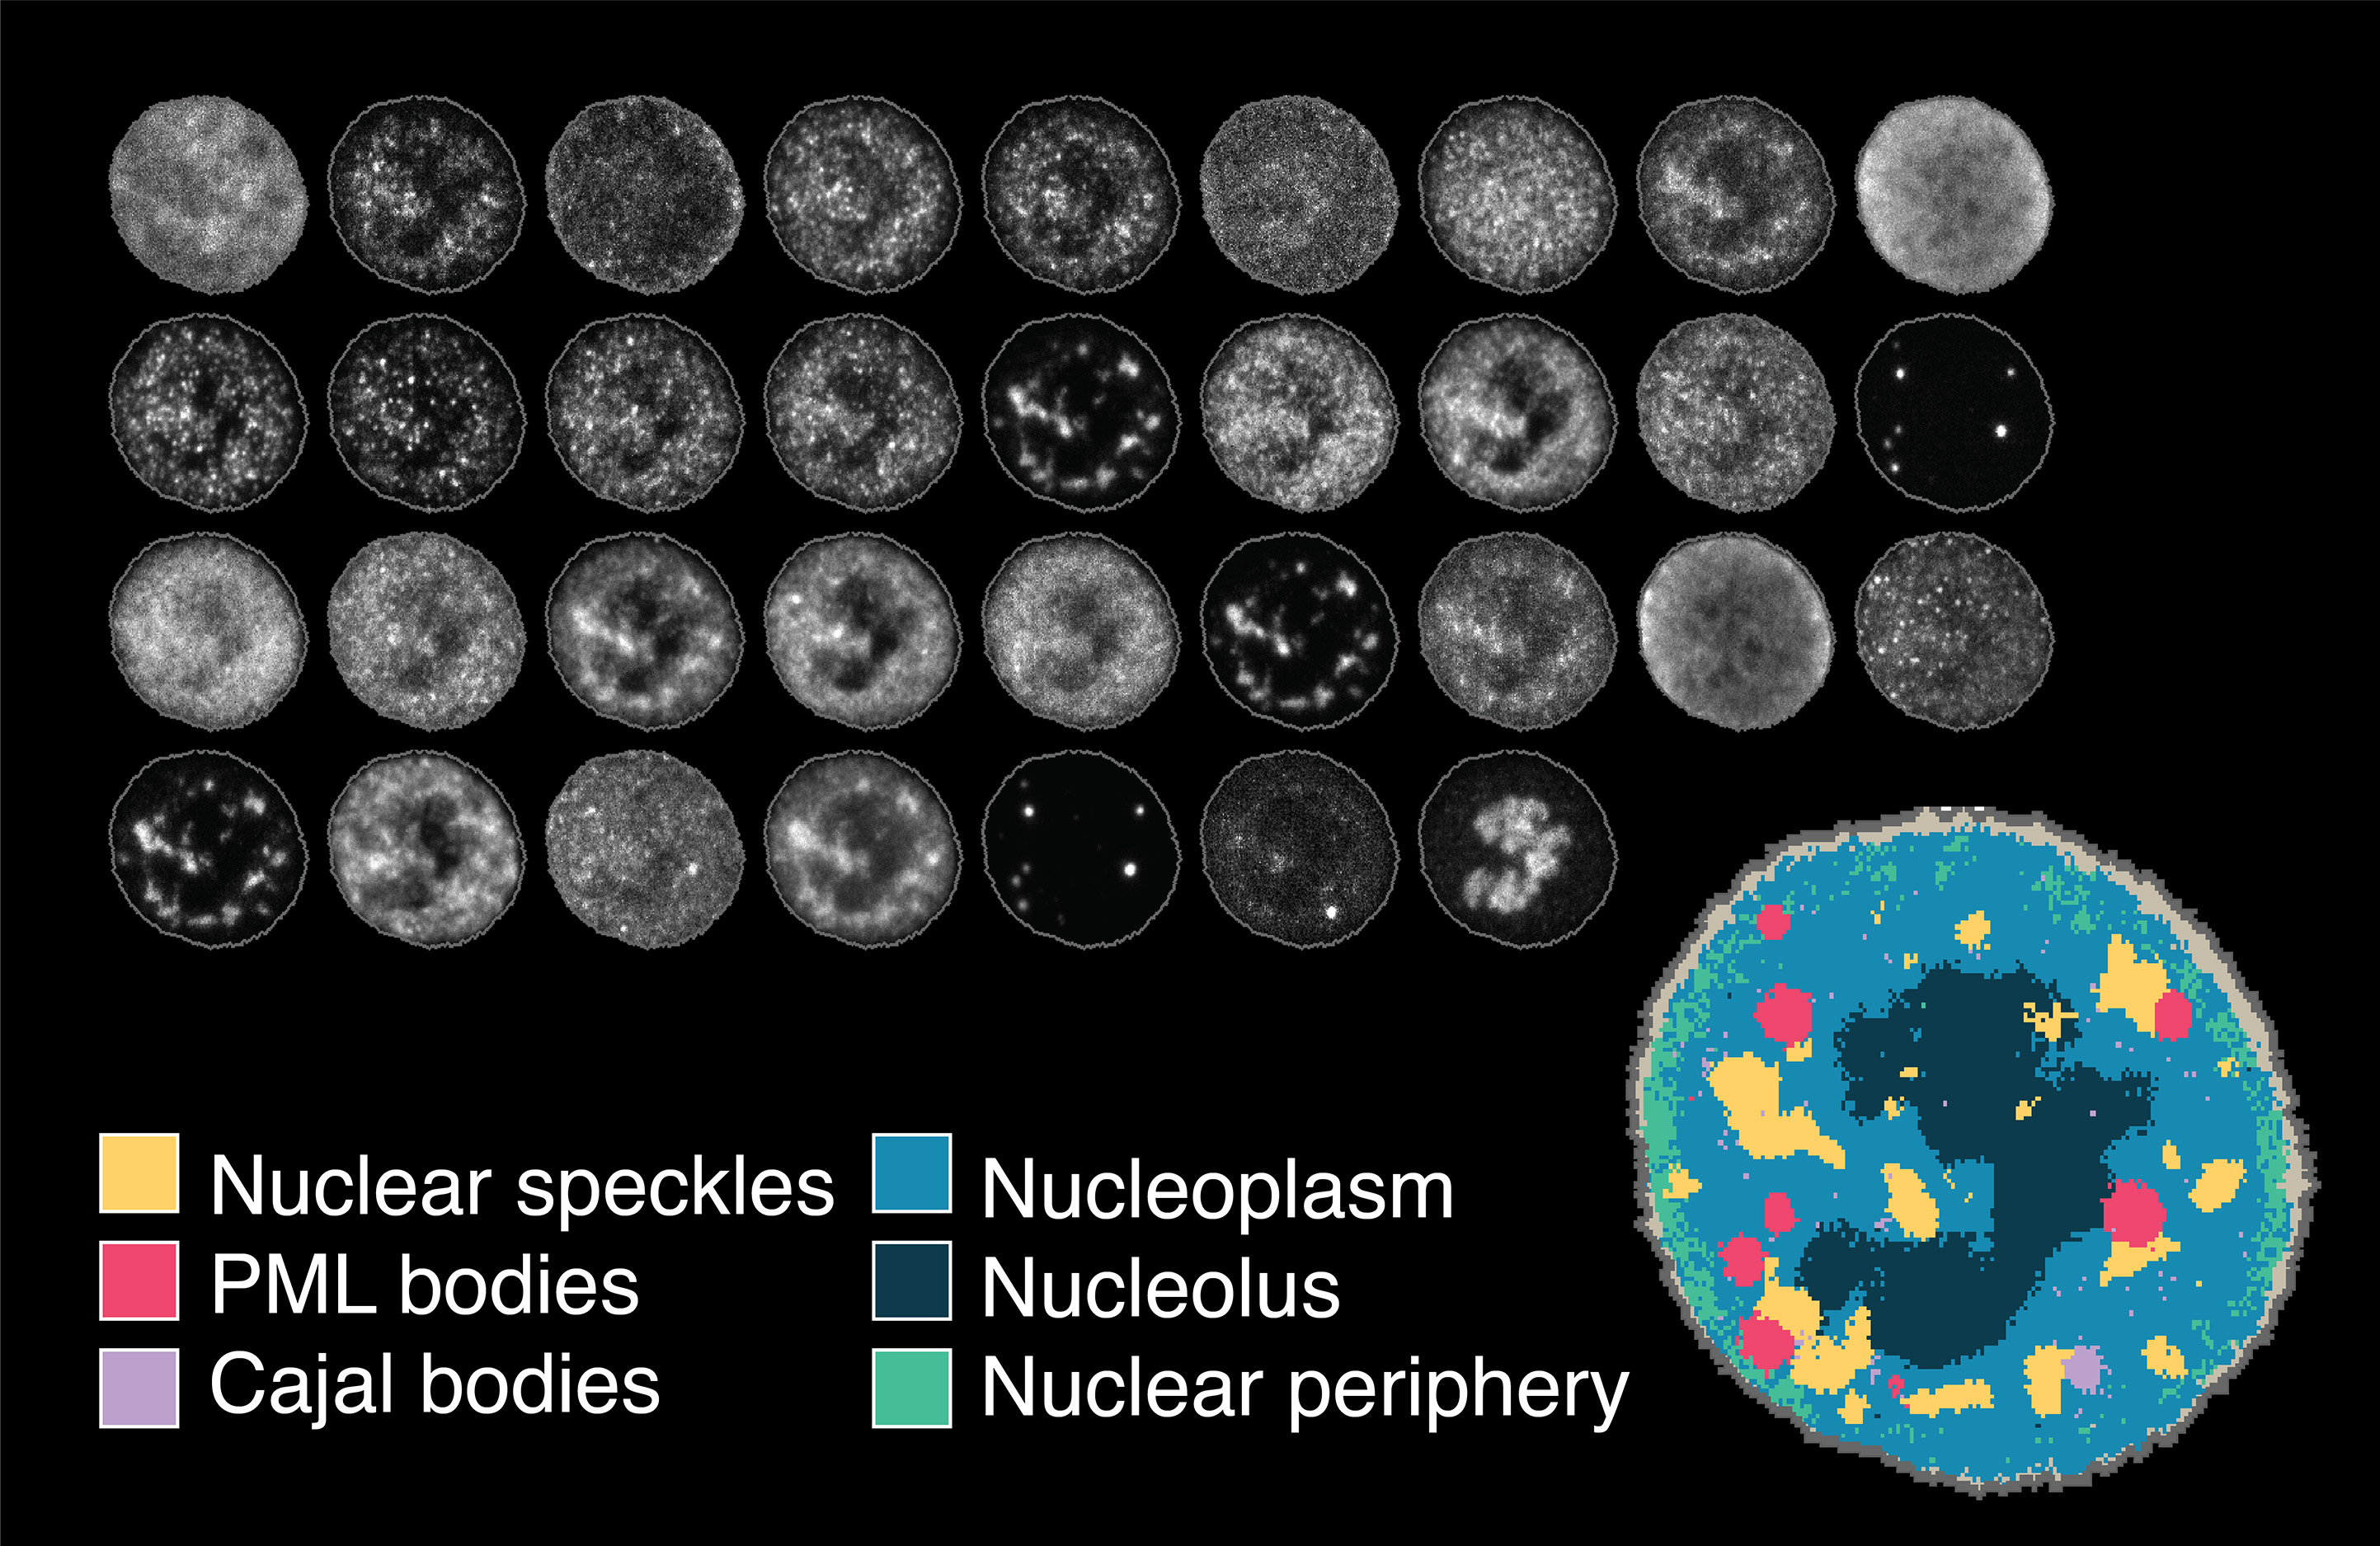 Nuclear speckles
PML bodies
Cajal bodies
Nucleoplasm
Nucleolus
Nuclear periphery